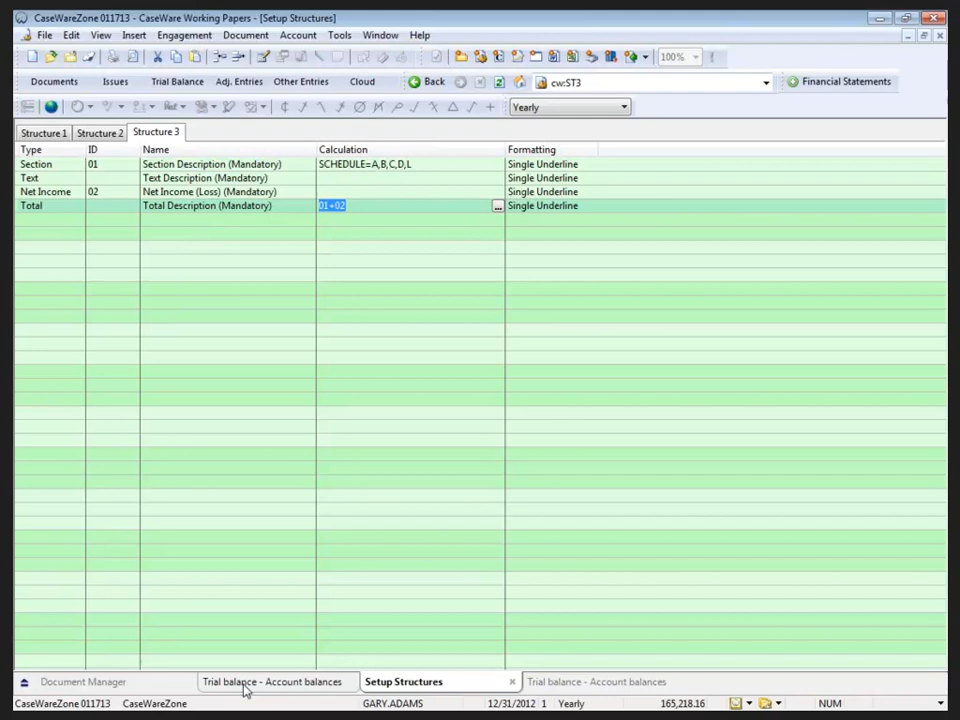 CaseWareZone 011713 - CaseWare Working Papers - [Setup Structures]
File Edit View Insert Engagement Document Account Tools Window Help
100%
Documents Issues Trial Balance Adj. Entries Other Entries Cloud Back cw:ST3 Financial Statements
Yearly
Structure 1 Structure 2 Structure 3
Type ID Name Calculation Formatting
Section 01 Section Description (Mandatory) SCHEDULE=A,B,C,D,L Single Underline
Text Text Description (Mandatory) Single Underline
Net Income 02 Net Income (Loss) (Mandatory) Single Underline
Total Total Description (Mandatory) 01+02 ... Single Underline
Document Manager Trial balance - Account balances Setup Structures Trial balance - Account balances
CaseWareZone 011713 CaseWareZone GARY.ADAMS 12/31/2012 1 Yearly 165,218.16 NUM